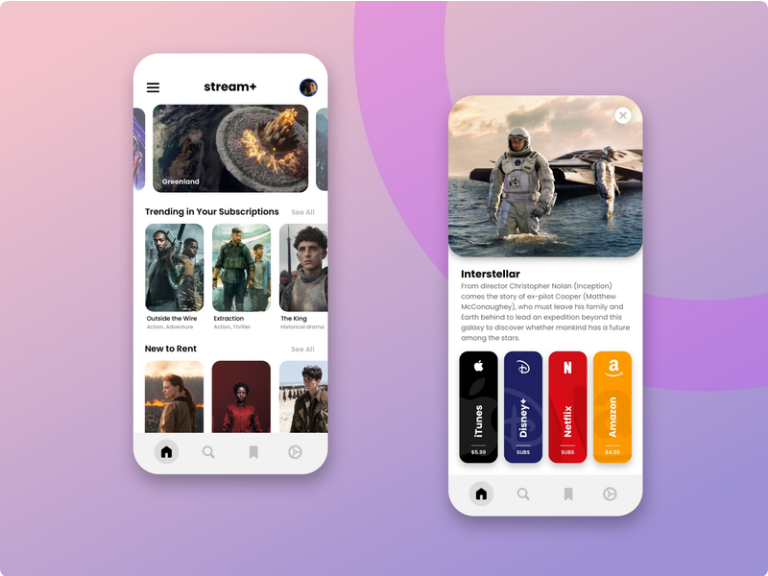 stream+
Greenland
Trending in Your Subscriptions See All
Outside the Wire
Action, Adventure
Extraction
Action, Thriller
The King
Historical drama
New to Rent See All
Interstellar
From director Christopher Nolan (Inception)
comes the story of ex-pilot Cooper (Matthew
McConaughey), who must leave his family and
Earth behind to lead an expedition beyond this
galaxy to discover whether mankind has a future
among the stars.
iTunes
$5.99
Disney+
SUBS
N
Netflix
SUBS
a
Amazon
$4.99